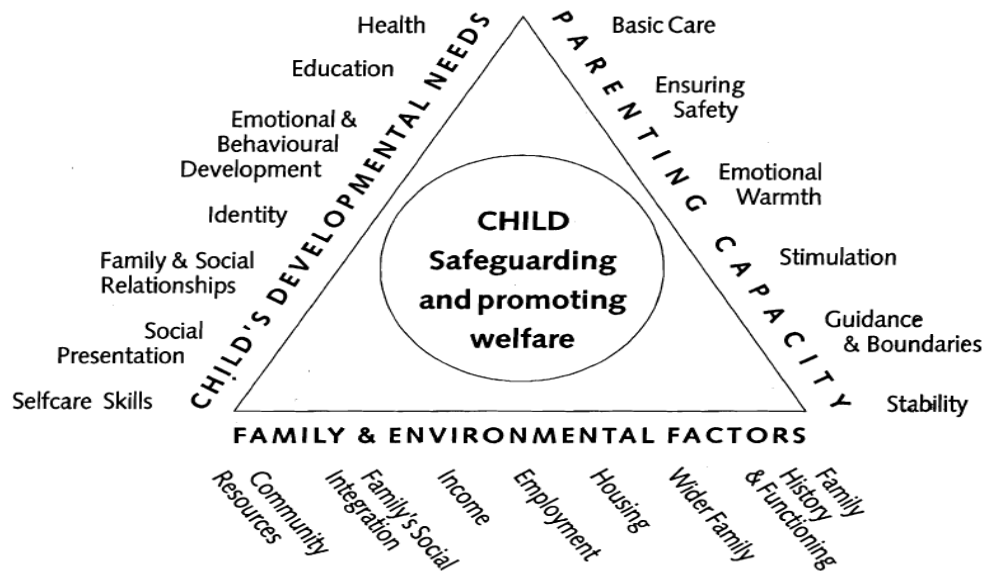 Health
Education
Emotional &
Behavioural
Development
Identity
Family & Social
Relationships
Social
Presentation
Selfcare Skills
CHILD'S DEVELOPMENTAL NEEDS
PARENTING CAPACITY
Basic Care
Ensuring
Safety
Emotional
Warmth
Stimulation
Guidance
& Boundaries
Stability
CHILD
Safeguarding
and promoting
welfare
FAMILY & ENVIRONMENTAL FACTORS
Community
Resources
Family's Social
Integration
Income
Employment
Housing
Wider Family
Family
History
& Functioning